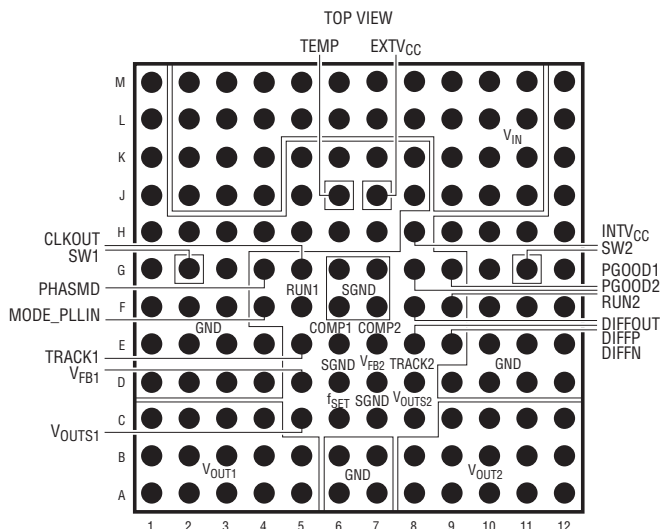 TOP VIEW
TEMP EXTVCC
M
L
VIN
K
J
H
CLKOUT INTVCC
SW1 SW2
G
PGOOD1
RUN1 SGND
PHASMD PGOOD2
RUN2
MODE_PLLIN F
GND COMP1 COMP2 DIFFOUT
TRACK1 E DIFFP
DIFFN
SGND VFB2 TRACK2 GND
VFB1 D
fSET SGND VOUTS2
C
VOUTS1
B
VOUT1 GND VOUT2
A
1 2 3 4 5 6 7 8 9 10 11 12